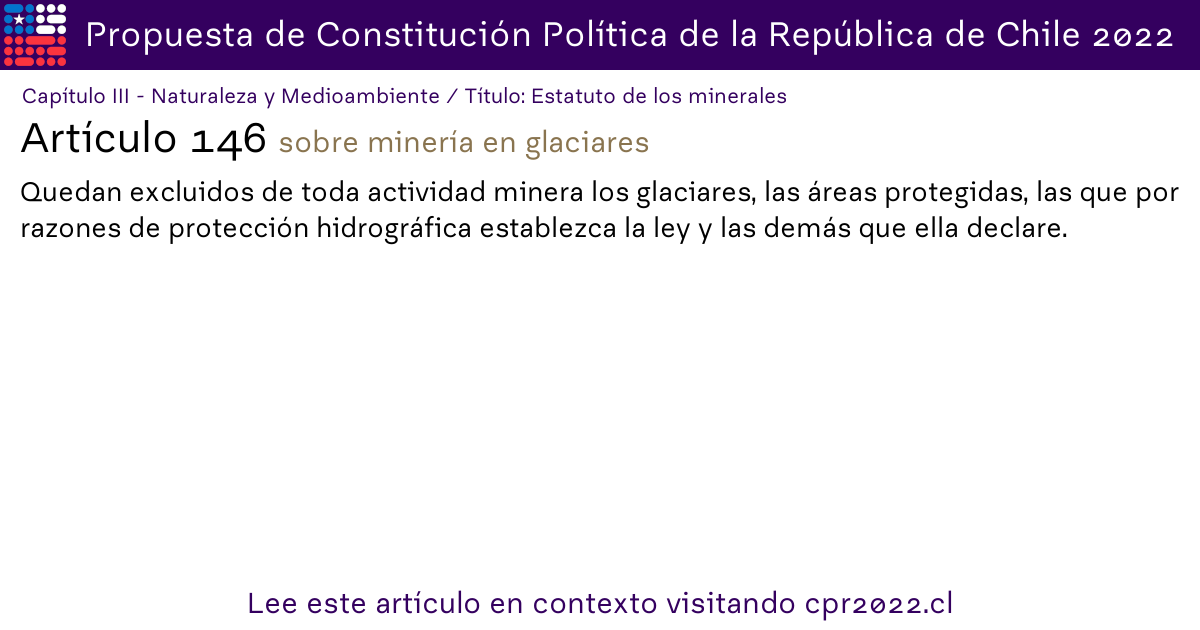 Propuesta de Constitución Política de la República de Chile 2022
Capítulo III - Naturaleza y Medioambiente / Título: Estatuto de los minerales
Artículo 146 sobre minería en glaciares
Quedan excluidos de toda actividad minera los glaciares, las áreas protegidas, las que por
razones de protección hidrográfica establezca la ley y las demás que ella declare.
Lee este artículo en contexto visitando cpr2022.cl